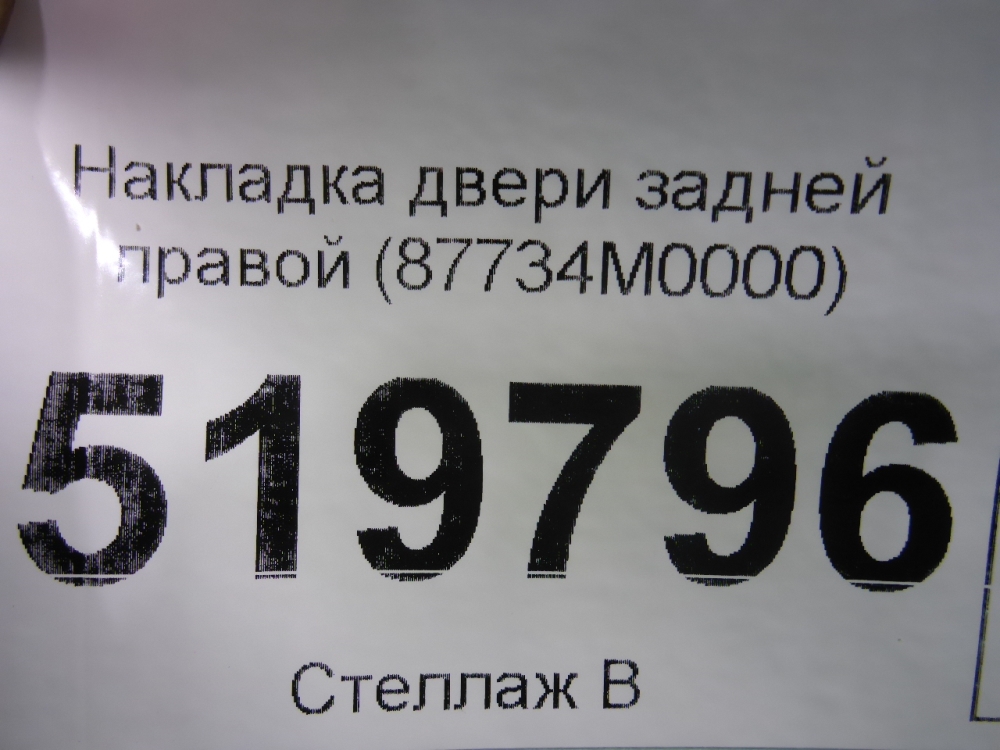 Накладка двери задней
правой (87734M0000)
519796
Стеллаж В